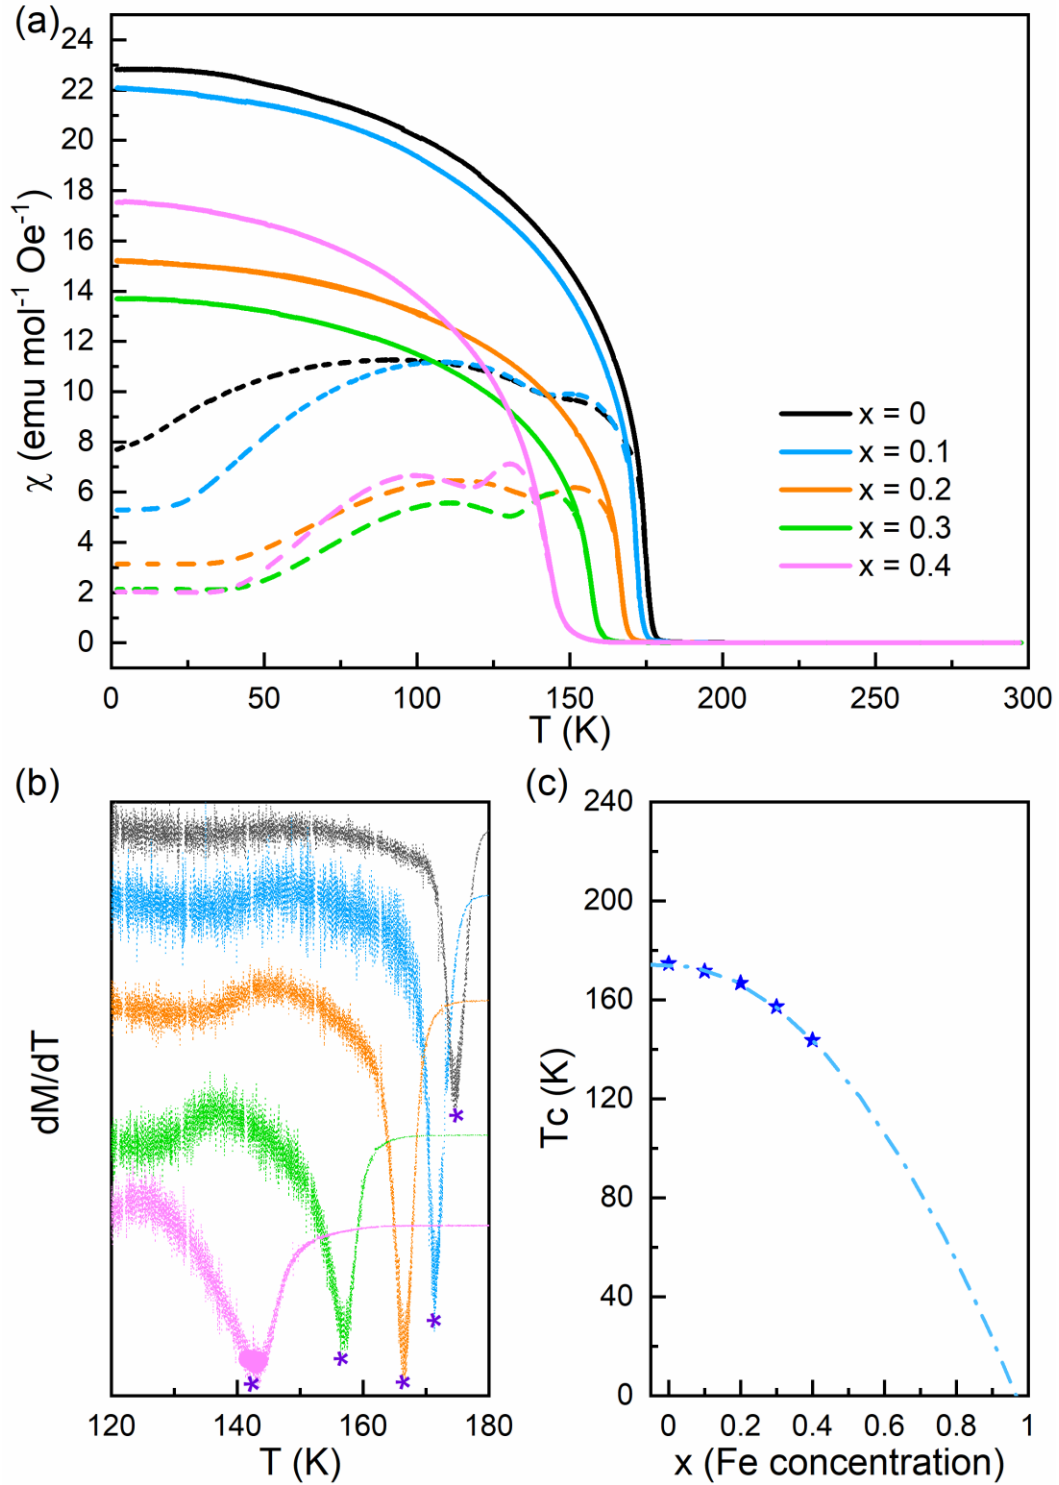 (a)
24
22
20
18
16
14
12
10
8
6
4
2
0
χ (emu mol⁻¹ Oe⁻¹)
x = 0
x = 0.1
x = 0.2
x = 0.3
x = 0.4
0 50 100 150 200 250 300
T (K)
(b)
dM/dT
120 140 160 180
T (K)
(c)
240
200
160
120
80
40
0
Tc (K)
0 0.2 0.4 0.6 0.8 1
x (Fe concentration)